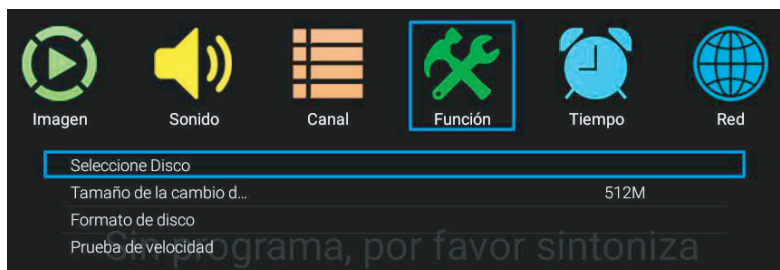 Imagen
Sonido
Canal
Función
Tiempo
Red
Seleccione Disco
Tamaño de la cambio d...
512M
Formato de disco
Prueba de velocidad
Sin programa, por favor sintoniza